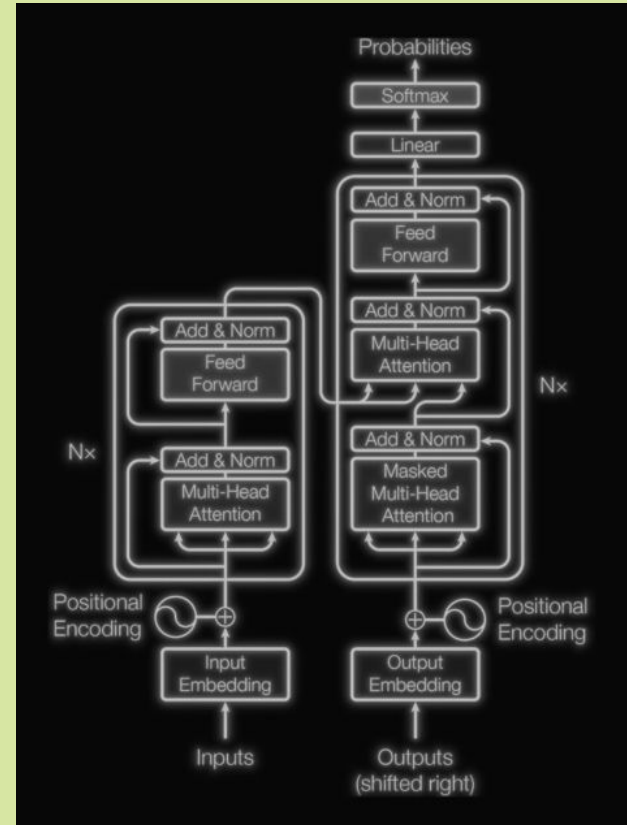 Probabilities
Softmax
Linear
Add & Norm
Feed
Forward
Add & Norm
Multi-Head
Attention
Add & Norm
Masked
Multi-Head
Attention
Nx
Add & Norm
Feed
Forward
Add & Norm
Multi-Head
Attention
Nx
Positional
Encoding
Input
Embedding
Inputs
Positional
Encoding
Output
Embedding
Outputs
(shifted right)